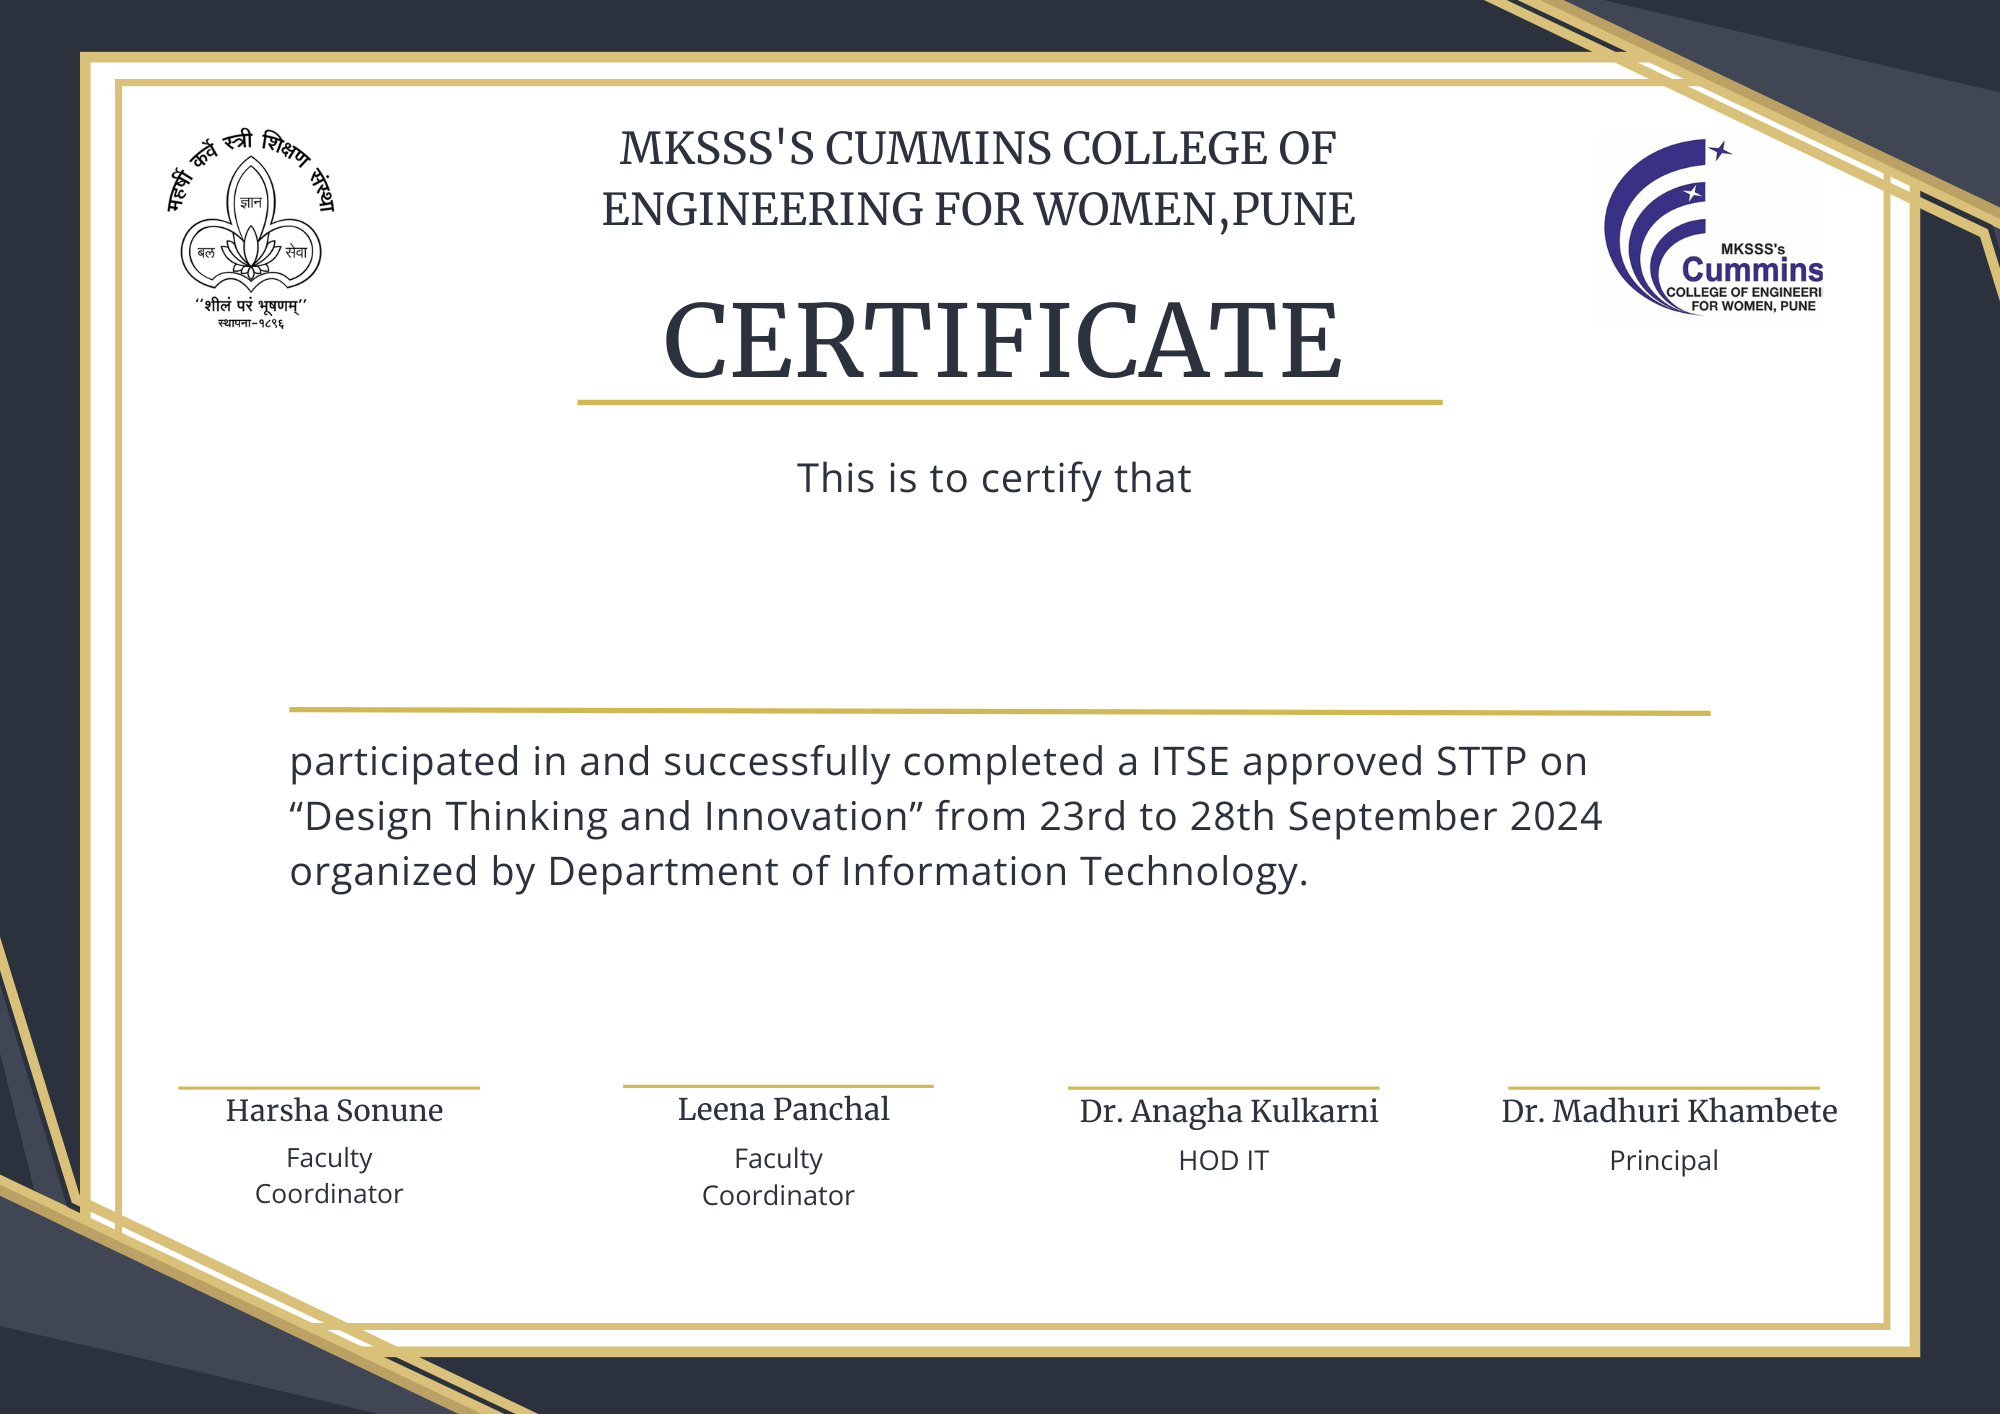 महर्षी कर्वे स्त्री शिक्षण संस्था
ज्ञान
बल
सेवा
‘‘शीलं परं भूषणम्’’
स्थापना-१८९६
MKSSS'S CUMMINS COLLEGE OF
ENGINEERING FOR WOMEN,PUNE
MKSSS's
Cummins
COLLEGE OF ENGINEERI
FOR WOMEN, PUNE
CERTIFICATE
This is to certify that
participated in and successfully completed a ITSE approved STTP on
“Design Thinking and Innovation” from 23rd to 28th September 2024
organized by Department of Information Technology.
Harsha Sonune
Faculty
Coordinator
Leena Panchal
Faculty
Coordinator
Dr. Anagha Kulkarni
HOD IT
Dr. Madhuri Khambete
Principal